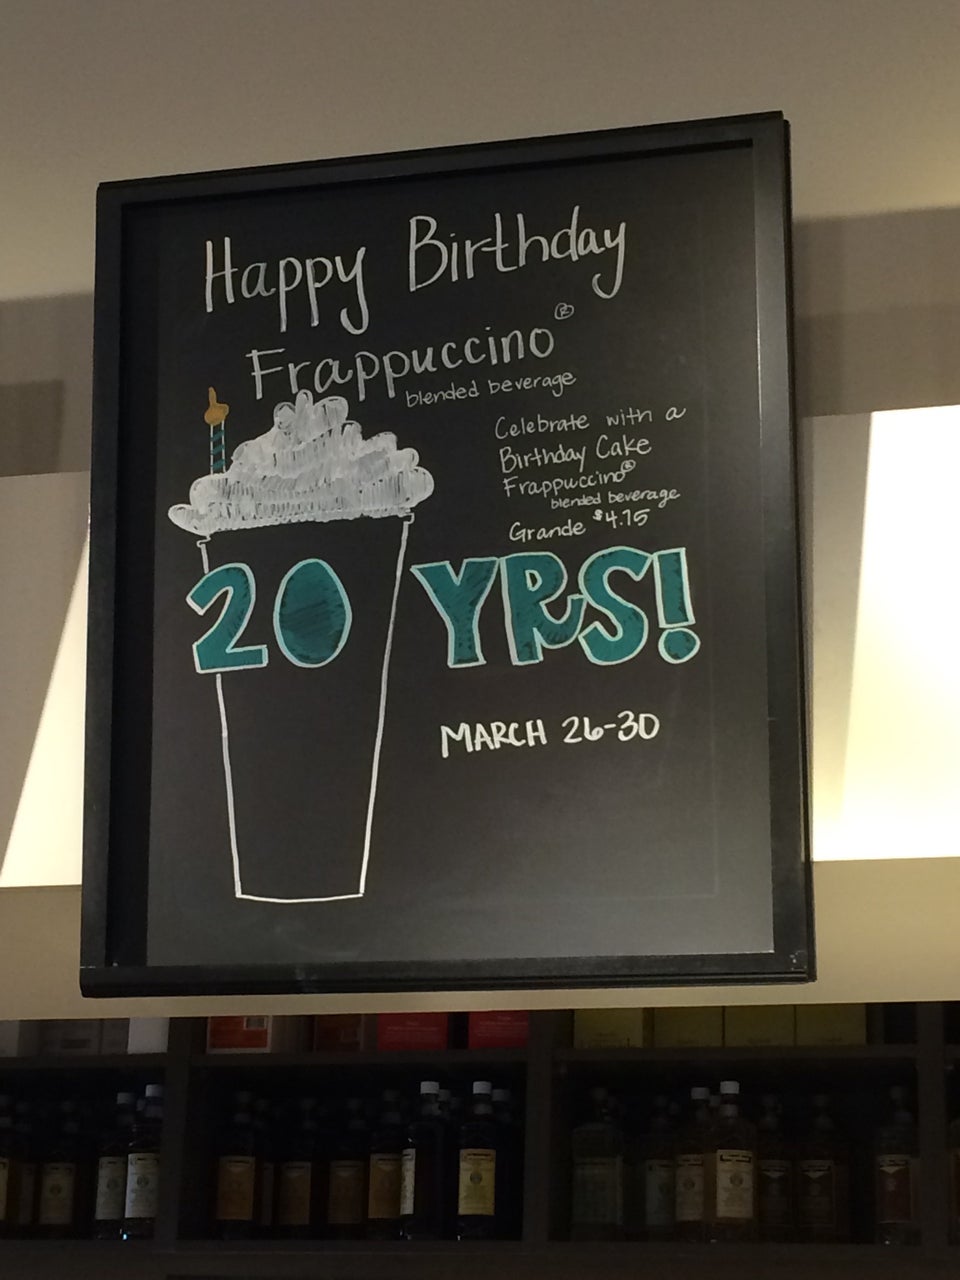 Happy Birthday
Frappuccino®
blended beverage
Celebrate with a
Birthday Cake
Frappuccino®
blended beverage
Grande $4.75
20 YRS!
MARCH 26-30